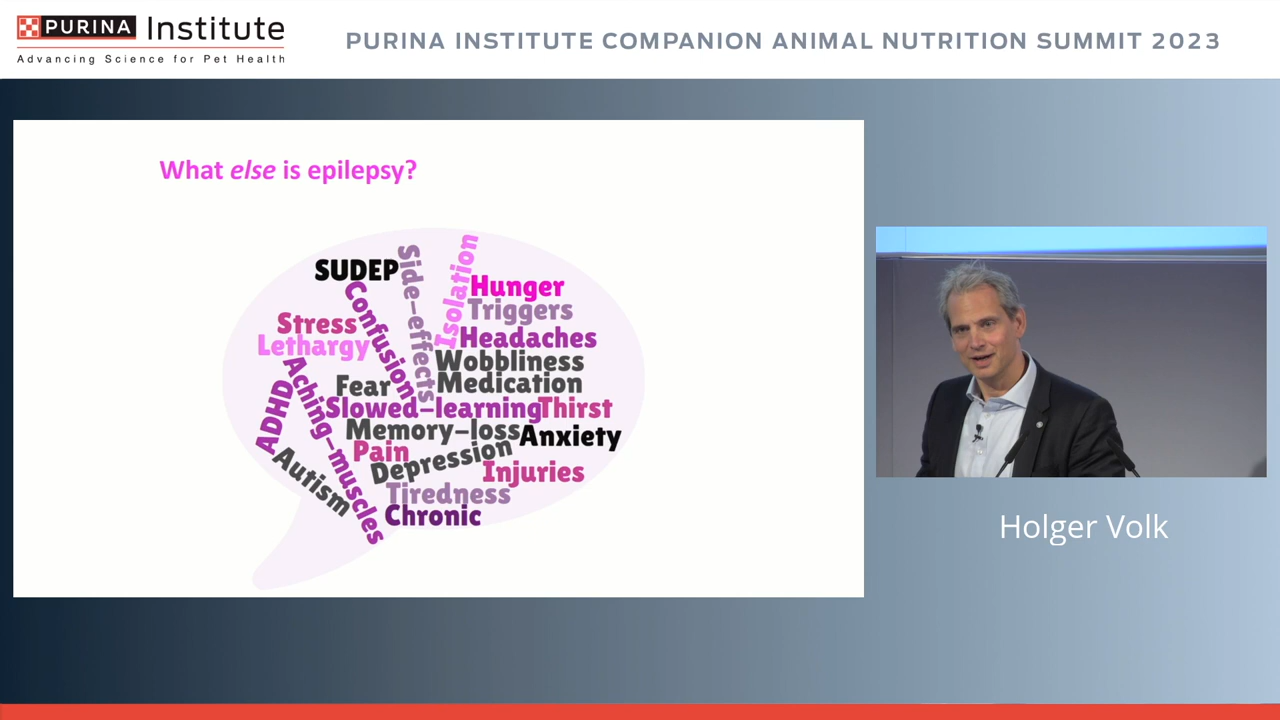 PURINA Institute
Advancing Science for Pet Health
PURINA INSTITUTE COMPANION ANIMAL NUTRITION SUMMIT 2023
What else is epilepsy?
SUDEP
Side-effects
Isolation
Hunger
Triggers
Confusion
Stress
Headaches
Lethargy
Wobbliness
Aching-muscles
Fear
Medication
ADHD
Slowed-learning
Thirst
Memory-loss
Anxiety
Pain
Depression
Injuries
Autism
Tiredness
Chronic
Holger Volk